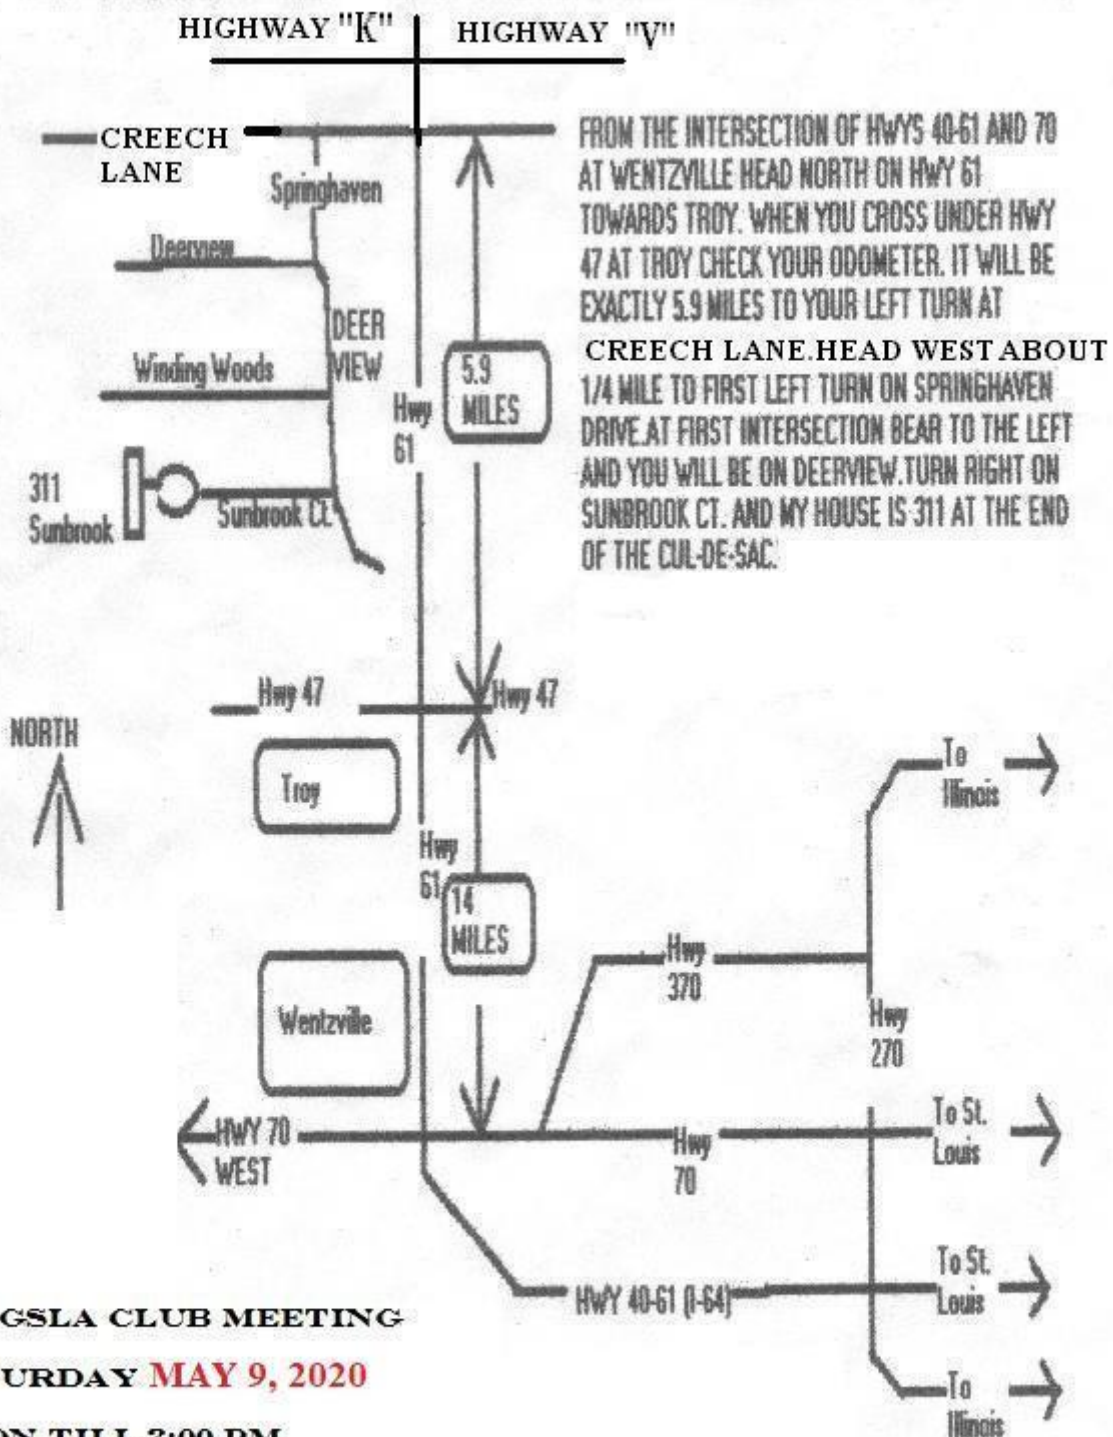 HIGHWAY "K"
HIGHWAY "V"
CREECH
LANE
Springhaven
Deerview
DEER
VIEW
Winding Woods
Hwy
61
5.9
MILES
311
Sunbrook
Sunbrook Ct.
FROM THE INTERSECTION OF HWYS 40-61 AND 70
AT WENTZVILLE HEAD NORTH ON HWY 61
TOWARDS TROY. WHEN YOU CROSS UNDER HWY
47 AT TROY CHECK YOUR ODOMETER. IT WILL BE
EXACTLY 5.9 MILES TO YOUR LEFT TURN AT
CREECH LANE.HEAD WEST ABOUT
1/4 MILE TO FIRST LEFT TURN ON SPRINGHAVEN
DRIVE.AT FIRST INTERSECTION BEAR TO THE LEFT
AND YOU WILL BE ON DEERVIEW.TURN RIGHT ON
SUNBROOK CT. AND MY HOUSE IS 311 AT THE END
OF THE CUL-DE-SAC.
Hwy 47
Hwy 47
NORTH
Troy
Hwy
61
14
MILES
To
Illinois
Hwy
370
Wentzville
Hwy
270
HWY 70
WEST
Hwy
70
To St.
Louis
HWY 40-61 (I-64)
To St.
Louis
To
Illinois
GSLA CLUB MEETING
URDAY MAY 9, 2020